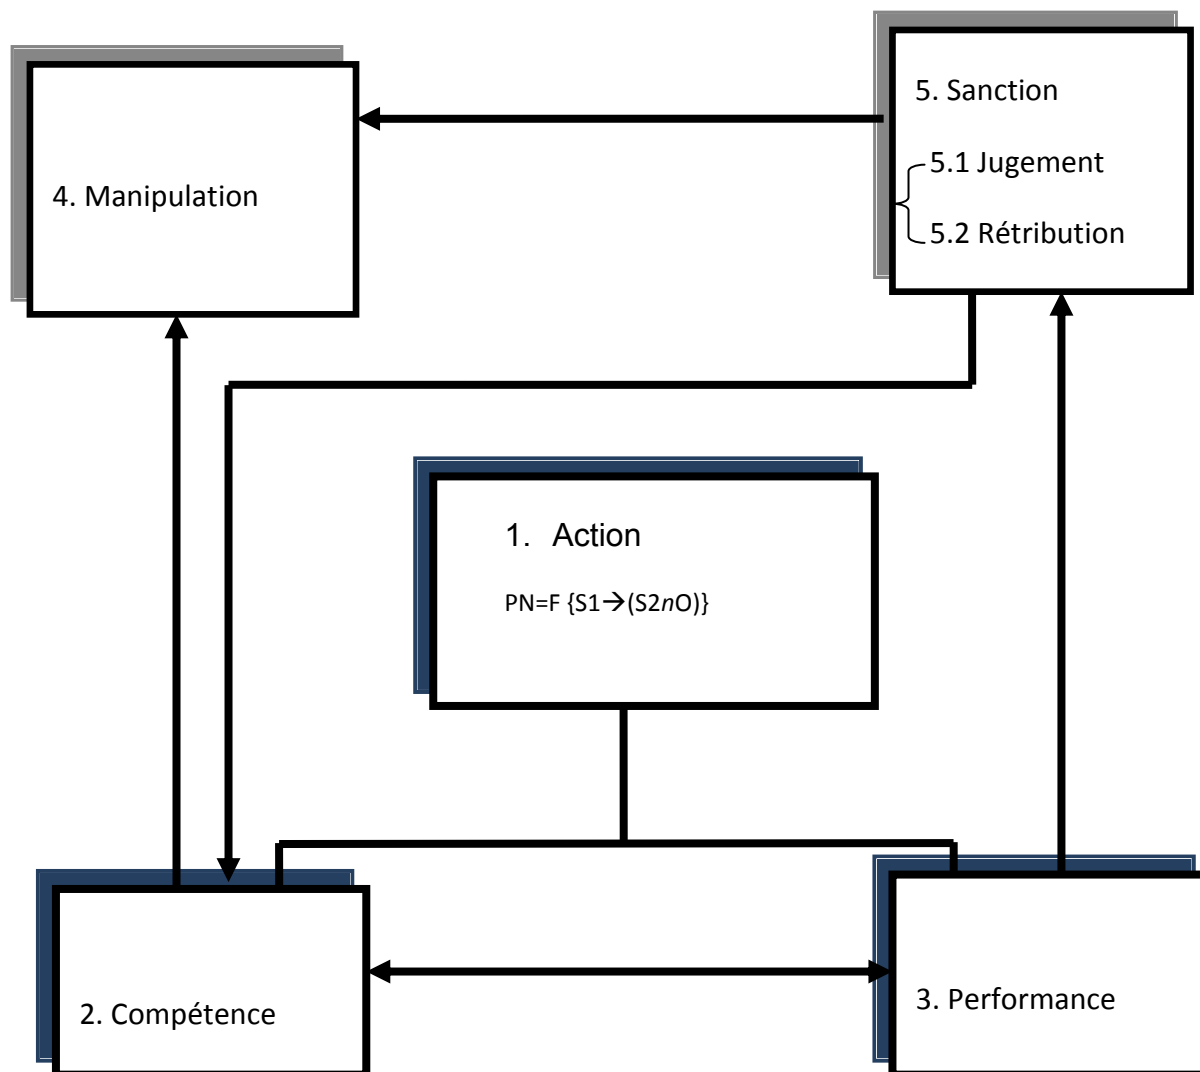 4. Manipulation
5. Sanction
5.1 Jugement
5.2 Rétribution
1. Action
PN=F {S1→(S2nO)}
2. Compétence
3. Performance